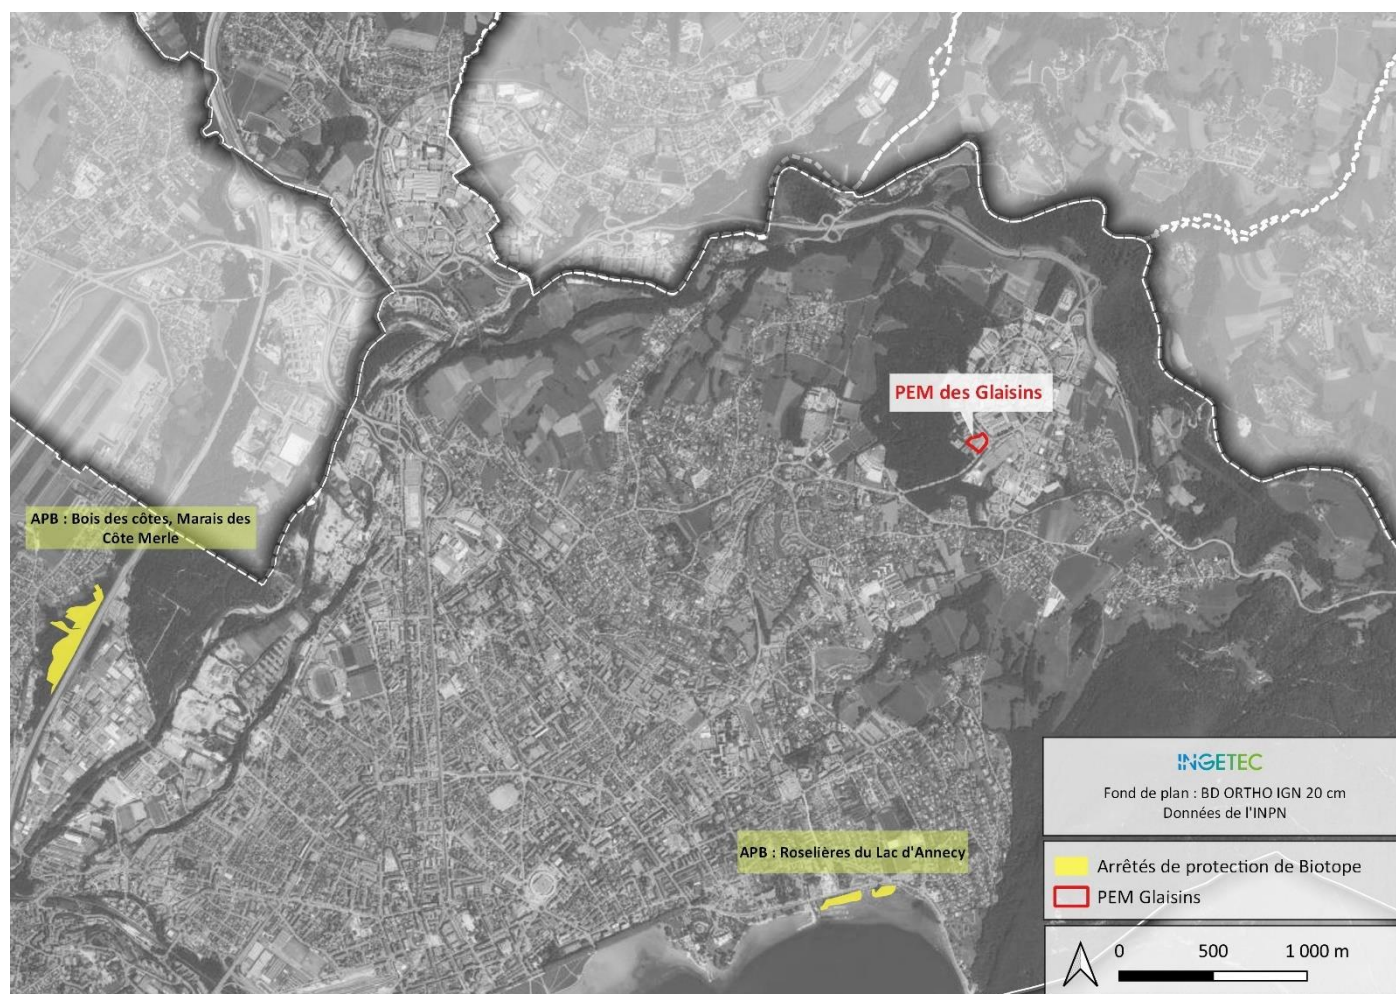 PEM des Glaisins
APB : Bois des côtes, Marais des
Côte Merle
APB : Roselières du Lac d'Annecy
INGETEC
Fond de plan : BD ORTHO IGN 20 cm
Données de l'INPN
Arrêtés de protection de Biotope
PEM Glaisins
0 500 1 000 m